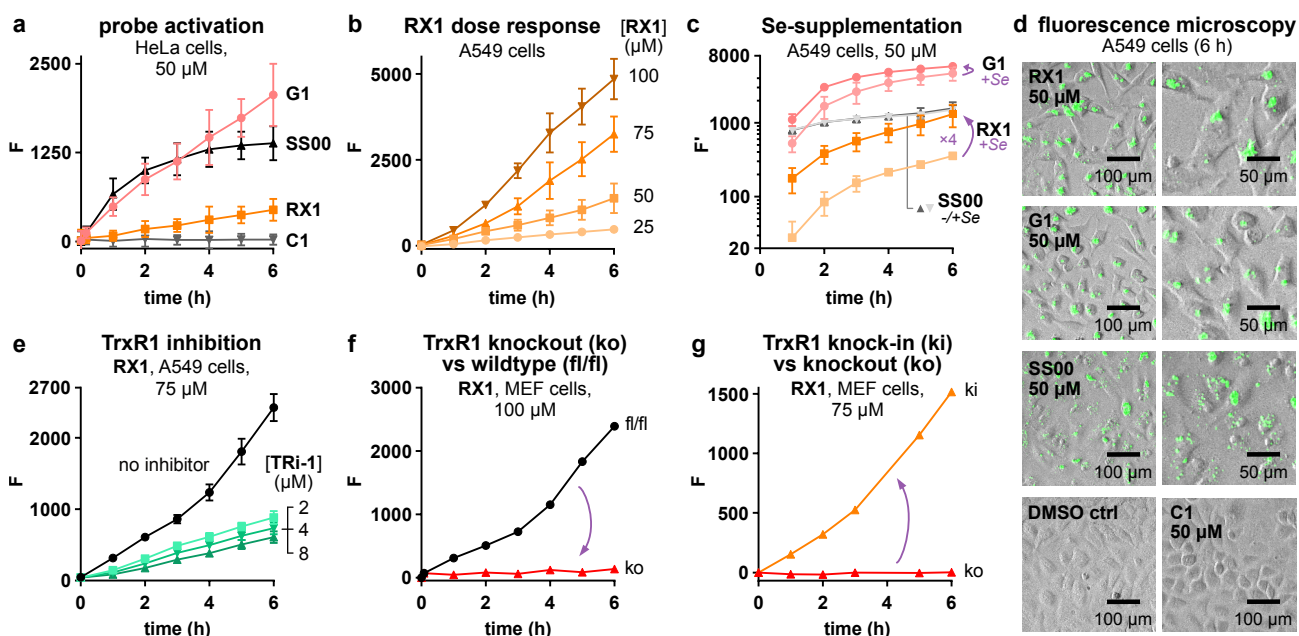 a probe activation
HeLa cells,
50 µM
2500
1250
0
F
0 2 4 6
time (h)
G1
SS00
RX1
C1
b RX1 dose response
A549 cells
[RX1]
(µM)
100
75
50
25
5000
2500
0
F
0 2 4 6
time (h)
c Se-supplementation
A549 cells, 50 µM
8000
1000
100
20
F'
0 2 4 6
time (h)
G1
+Se
RX1
+Se
×4
SS00
-/+Se
d fluorescence microscopy
A549 cells (6 h)
RX1
50 µM
100 µm
50 µm
G1
50 µM
100 µm
50 µm
SS00
50 µM
100 µm
50 µm
DMSO ctrl
C1
50 µM
100 µm
100 µm
e TrxR1 inhibition
RX1, A549 cells,
75 µM
2700
2000
1000
0
F
0 2 4 6
time (h)
no inhibitor
[TRi-1]
(µM)
2
4
8
f TrxR1 knockout (ko)
vs wildtype (fl/fl)
RX1, MEF cells,
100 µM
3000
2000
1000
0
F
0 2 4 6
time (h)
fl/fl
ko
g TrxR1 knock-in (ki)
vs knockout (ko)
RX1, MEF cells,
75 µM
1500
1000
500
0
F
0 2 4 6
time (h)
ki
ko